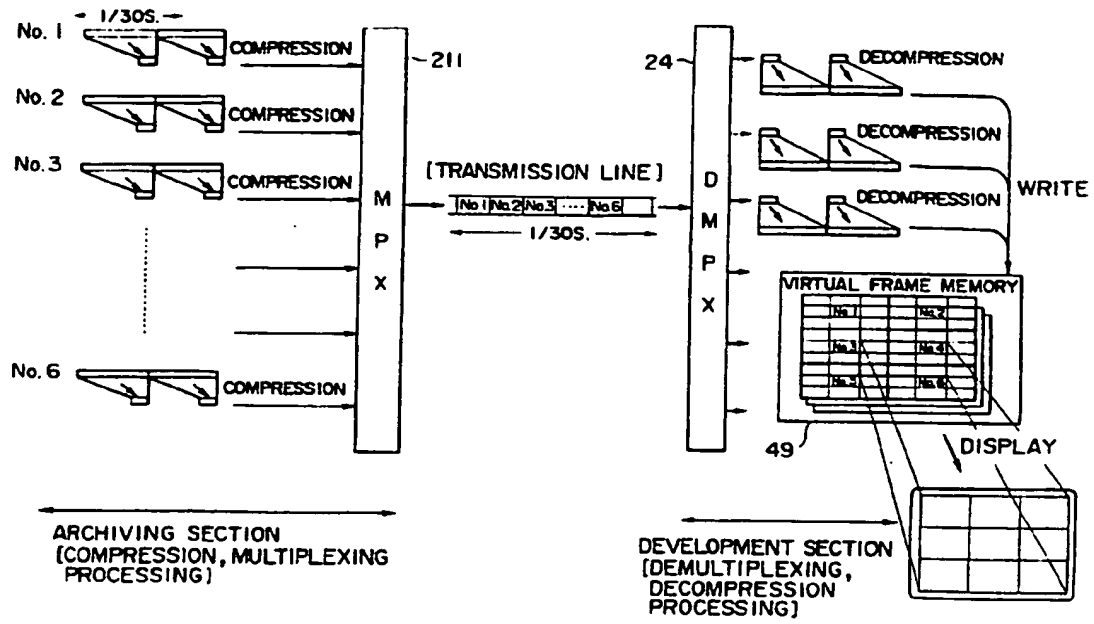 No. 1
1/30S.
COMPRESSION
No. 2
COMPRESSION
No. 3
COMPRESSION
No. 6
COMPRESSION
MPX
211
[TRANSMISSION LINE]
No.1 No.2 No.3 ····· No.6
1/30S.
24
DMPX
DECOMPRESSION
DECOMPRESSION
DECOMPRESSION
WRITE
VIRTUAL FRAME MEMORY
No.1 No.2
No.3 No.4
No.5 No.6
49
DISPLAY
ARCHIVING SECTION
[COMPRESSION, MULTIPLEXING
PROCESSING]
DEVELOPMENT SECTION
[DEMULTIPLEXING,
DECOMPRESSION
PROCESSING]